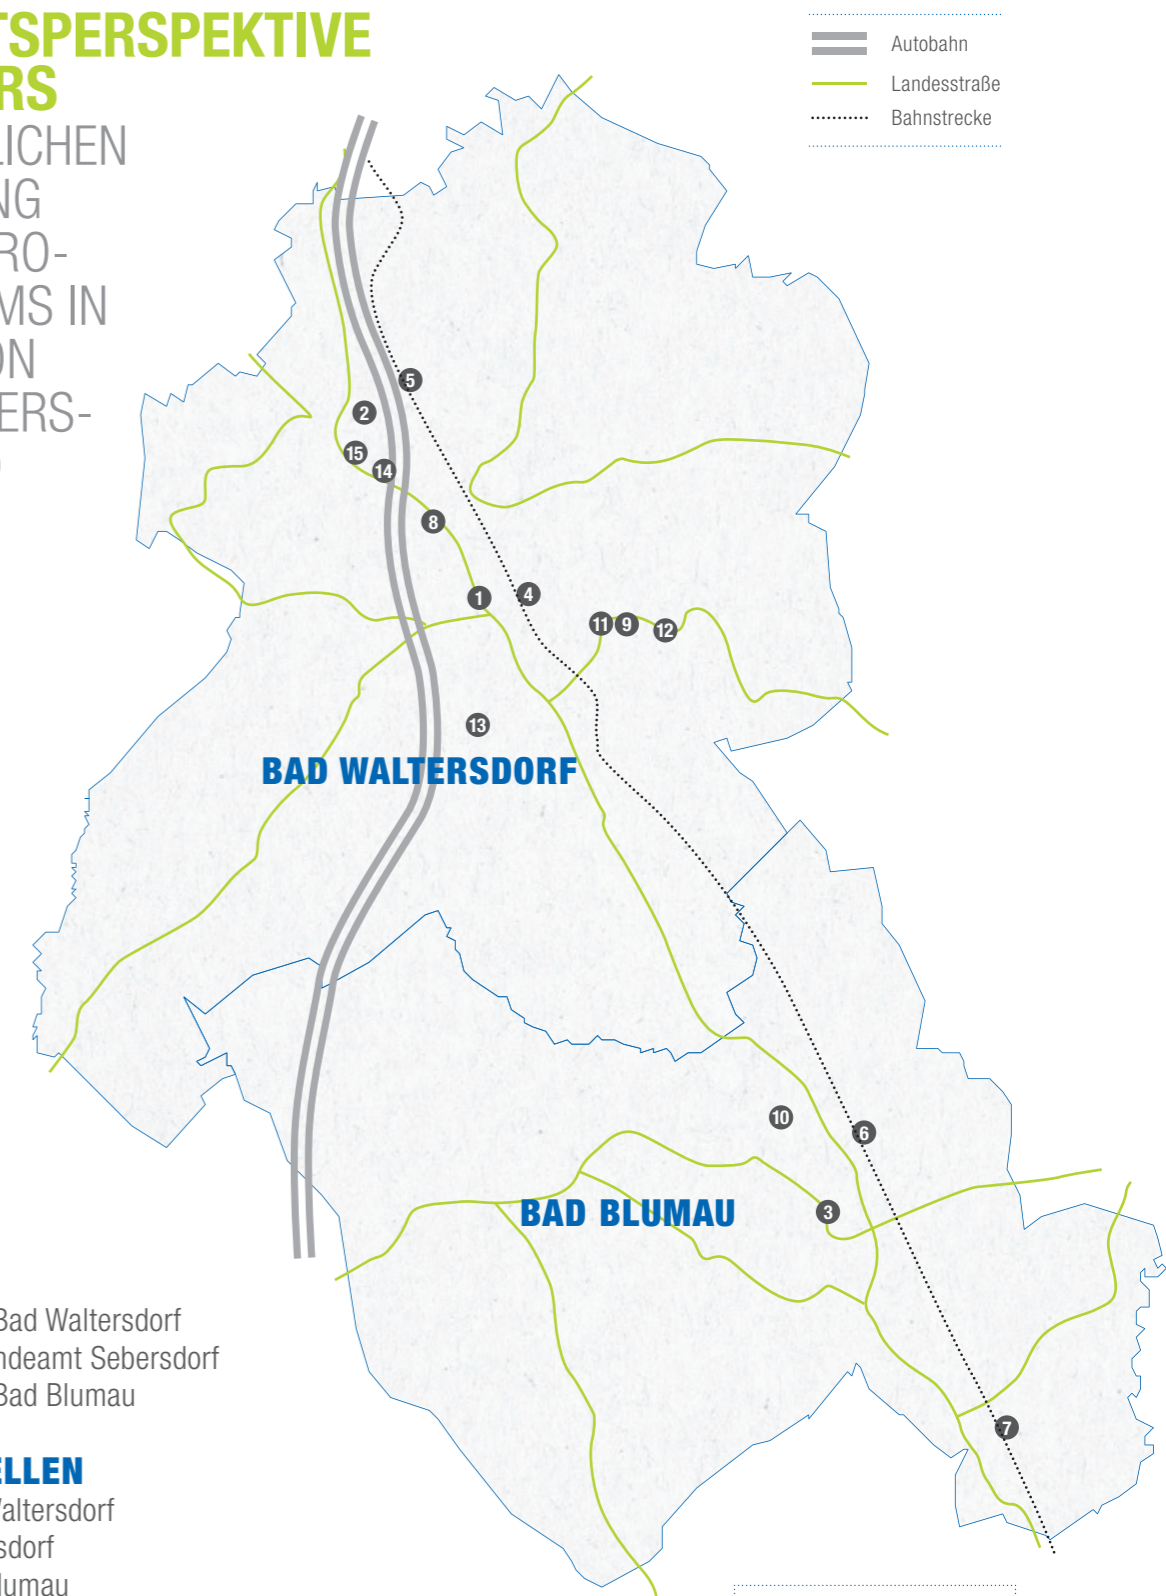 TSPERSPEKTIVE
RS
LICHEN
NG
RO-
MS IN
ON
ERS-
Autobahn
Landesstraße
Bahnstrecke
5
2
15
14
8
1
4
11 9 12
13
BAD WALTERSDORF
10
6
3
BAD BLUMAU
7
Bad Waltersdorf
ndeamt Sebersdorf
Bad Blumau
ELLEN
Waltersdorf
sdorf
lumau